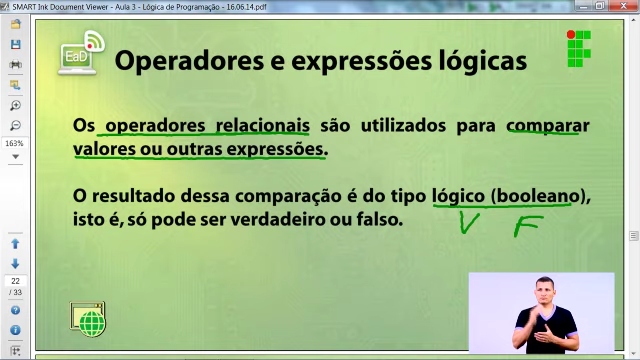 SMART Ink Document Viewer - Aula 3 - Lógica de Programação - 16.06.14.pdf
EaD
Operadores e expressões lógicas
163%
Os operadores relacionais são utilizados para comparar
valores ou outras expressões.
O resultado dessa comparação é do tipo lógico (booleano),
isto é, só pode ser verdadeiro ou falso.
V F
22
/ 33